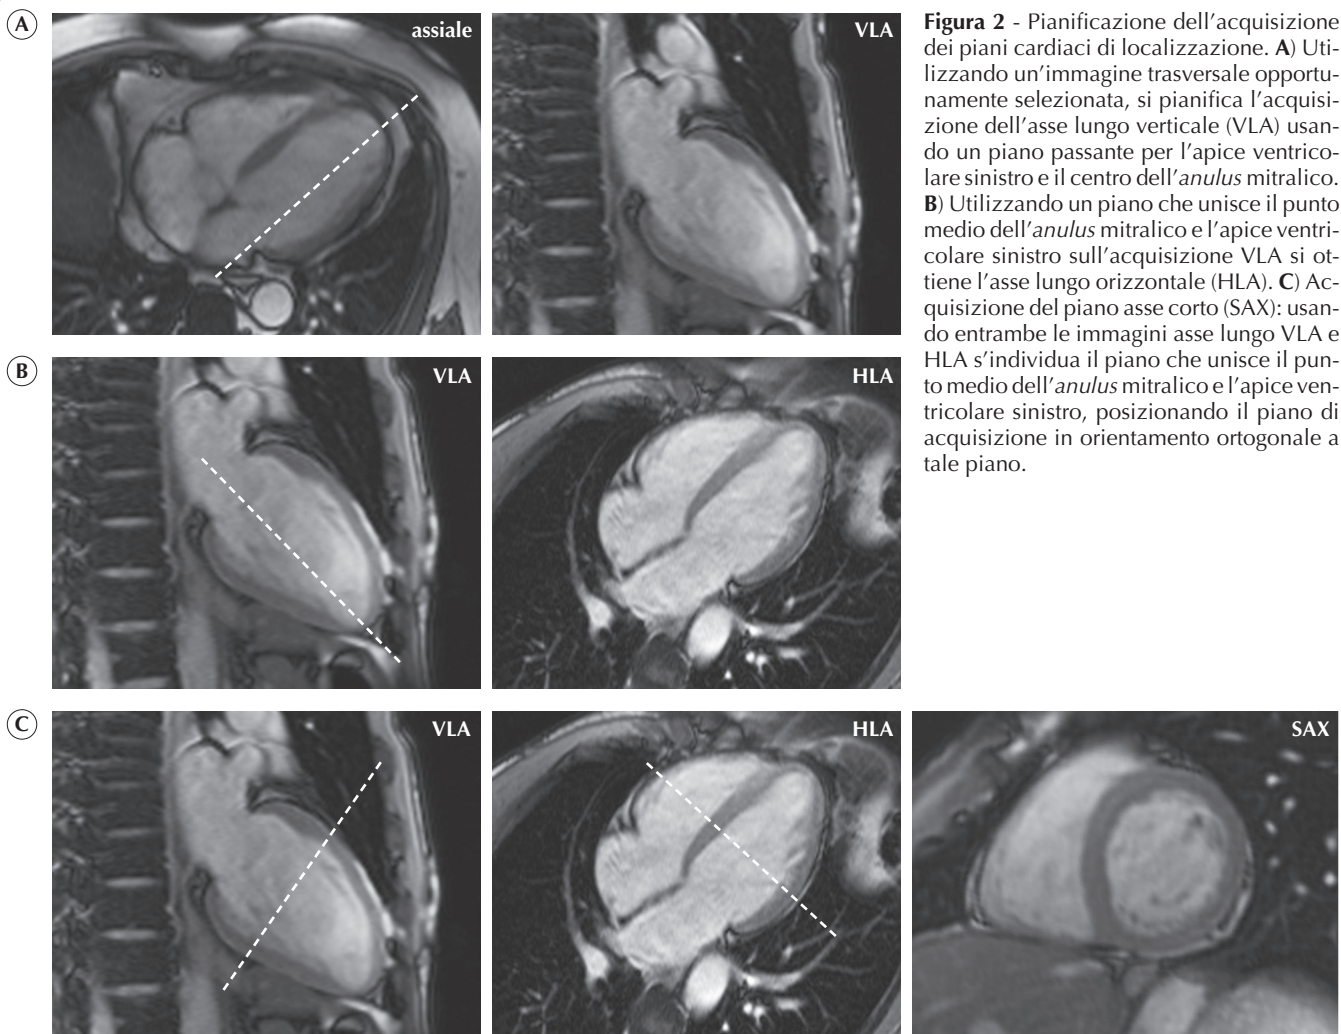 A
assiale
VLA
Figura 2 - Pianificazione dell'acquisizione
dei piani cardiaci di localizzazione. A) Uti-
lizzando un'immagine trasversale opportu-
namente selezionata, si pianifica l'acquisi-
zione dell'asse lungo verticale (VLA) usan-
do un piano passante per l'apice ventrico-
lare sinistro e il centro dell'anulus mitralico.
B) Utilizzando un piano che unisce il punto
medio dell'anulus mitralico e l'apice ventri-
colare sinistro sull'acquisizione VLA si ot-
tiene l'asse lungo orizzontale (HLA). C) Ac-
quisizione del piano asse corto (SAX): usan-
do entrambe le immagini asse lungo VLA e
HLA s'individua il piano che unisce il pun-
to medio dell'anulus mitralico e l'apice ven-
tricolare sinistro, posizionando il piano di
acquisizione in orientamento ortogonale a
tale piano.
B
VLA
HLA
C
VLA
HLA
SAX